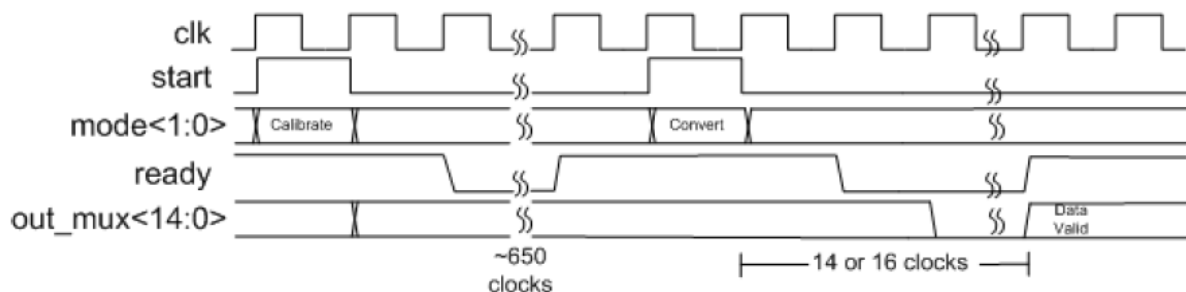 clk
start
mode<1:0>
Calibrate
Convert
ready
out_mux<14:0>
Data
Valid
~650
clocks
14 or 16 clocks